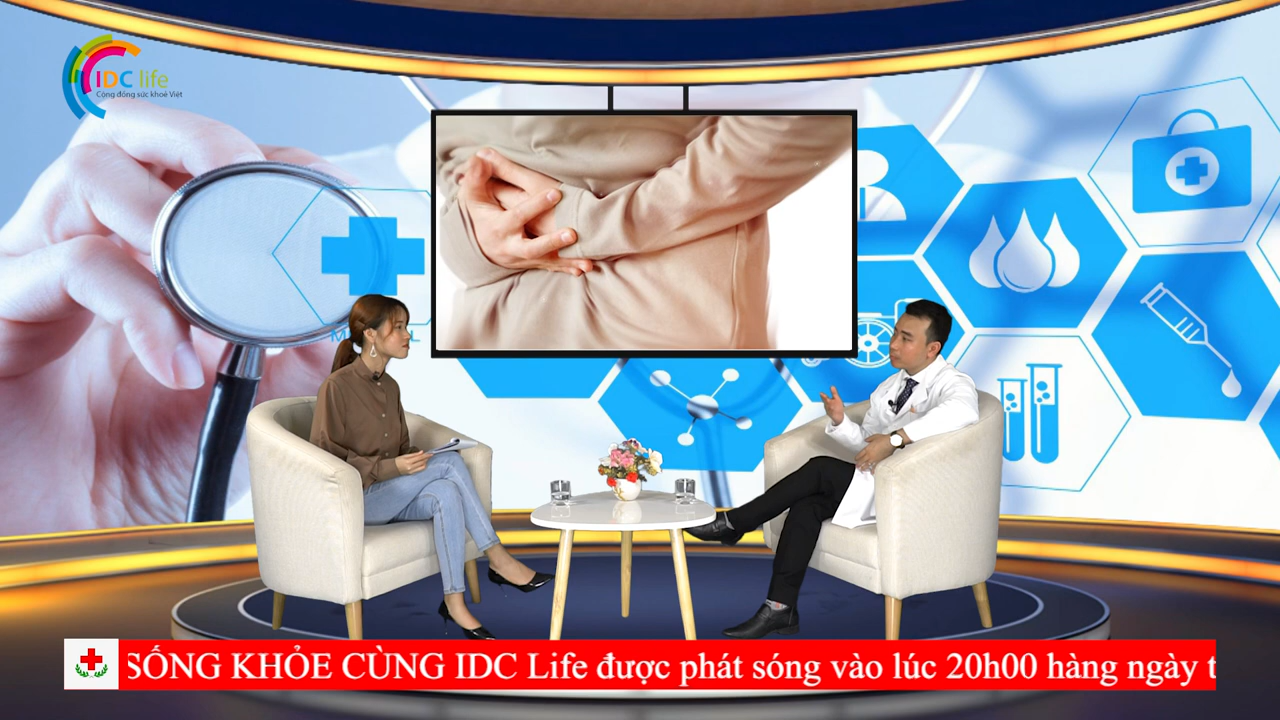 IDC life
Cộng đồng sức khoẻ Việt
SỐNG KHỎE CÙNG IDC Life được phát sóng vào lúc 20h00 hàng ngày t